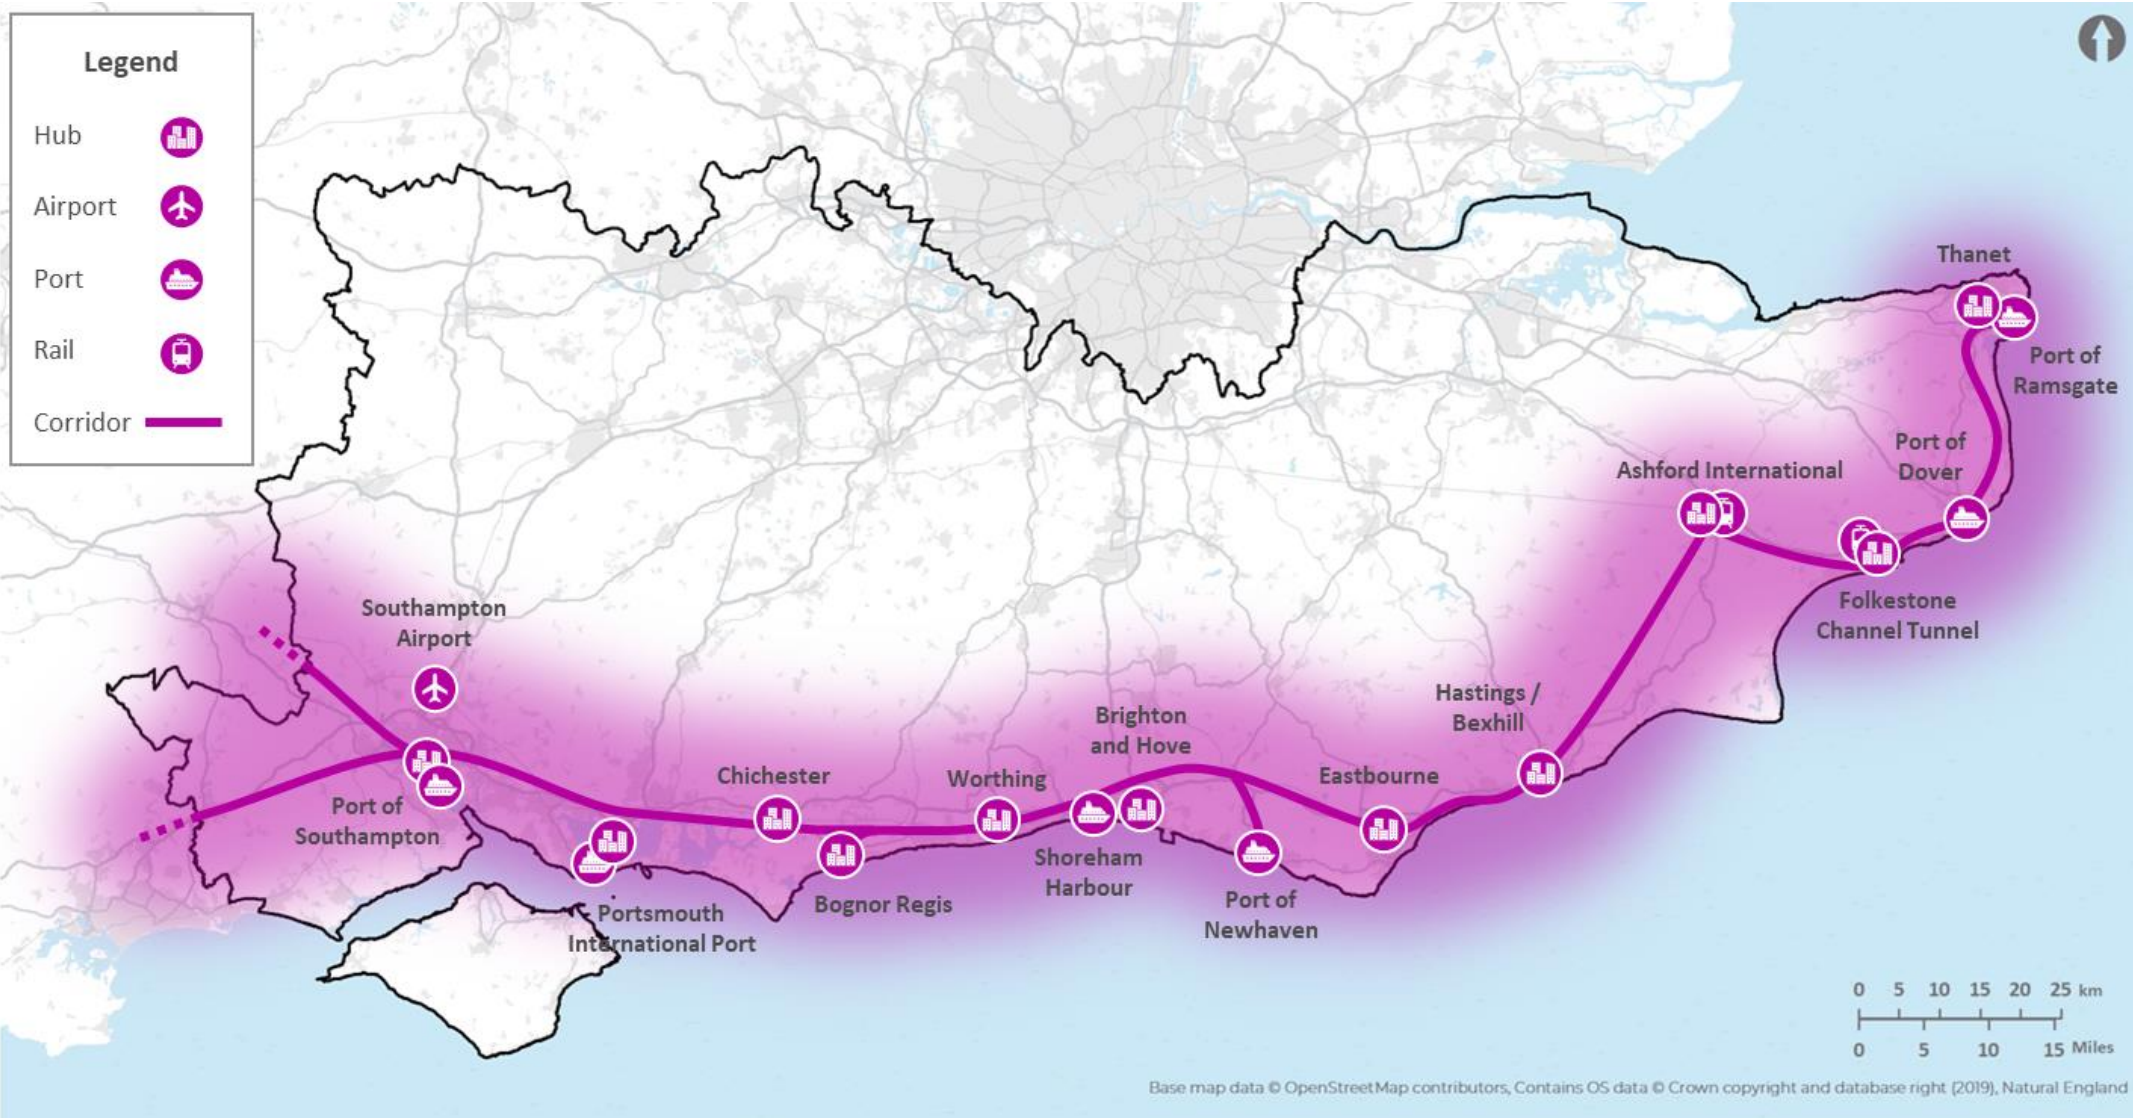 Legend
Hub
Airport
Port
Rail
Corridor
Thanet
Port of
Ramsgate
Port of
Dover
Ashford International
Folkestone
Channel Tunnel
Southampton
Airport
Hastings /
Bexhill
Brighton
and Hove
Chichester
Worthing
Eastbourne
Port of
Southampton
Shoreham
Harbour
Port of
Newhaven
Bognor Regis
Portsmouth
International Port
0 5 10 15 20 25 km
0 5 10 15 Miles
Base map data © OpenStreetMap contributors, Contains OS data © Crown copyright and database right (2019), Natural England